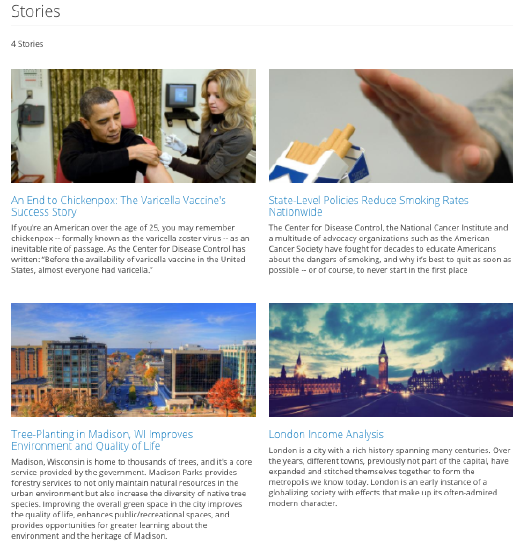 Stories
4 Stories
An End to Chickenpox: The Varicella Vaccine's
Success Story
If you're an American over the age of 25, you may remember
chickenpox -- formally known as the varicella zoster virus -- as an
inevitable rite of passage. As the Center for Disease Control has
written: "Before the availability of varicella vaccine in the United
States, almost everyone had varicella."
State-Level Policies Reduce Smoking Rates
Nationwide
The Center for Disease Control, the National Cancer Institute and
a multitude of advocacy organizations such as the American
Cancer Society have fought for decades to educate Americans
about the dangers of smoking, and why it's best to quit as soon as
possible -- or of course, to never start in the first place
Tree-Planting in Madison, WI Improves
Environment and Quality of Life
Madison, Wisconsin is home to thousands of trees, and it's a core
service provided by the government. Madison Parks provides
forestry services to not only maintain natural resources in the
urban environment but also increase the diversity of native tree
species. Improving the overall green space in the city improves
the quality of life, enhances public/recreational spaces, and
provides opportunities for greater learning about the
environment and the heritage of Madison.
London Income Analysis
London is a city with a rich history spanning many centuries. Over
the years, different towns, previously not part of the capital, have
expanded and stitched themselves together to form the
metropolis we know today. London is an early instance of a
globalizing society with effects that make up its often-admired
modern character.